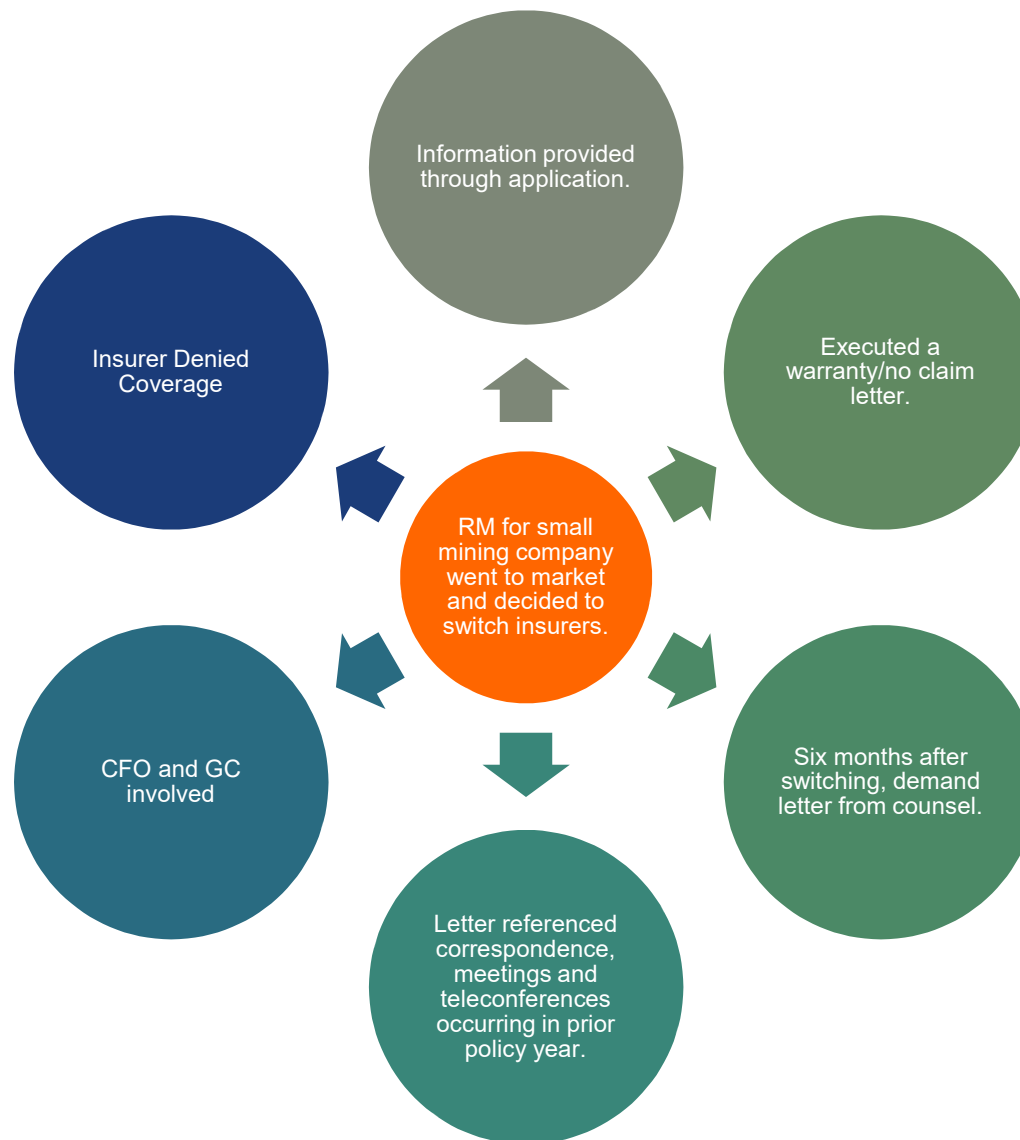 RM for small
mining company
went to market
and decided to
switch insurers.
Information provided
through application.
Executed a
warranty/no claim
letter.
Six months after
switching, demand
letter from counsel.
Letter referenced
correspondence,
meetings and
teleconferences
occurring in prior
policy year.
CFO and GC
involved
Insurer Denied
Coverage